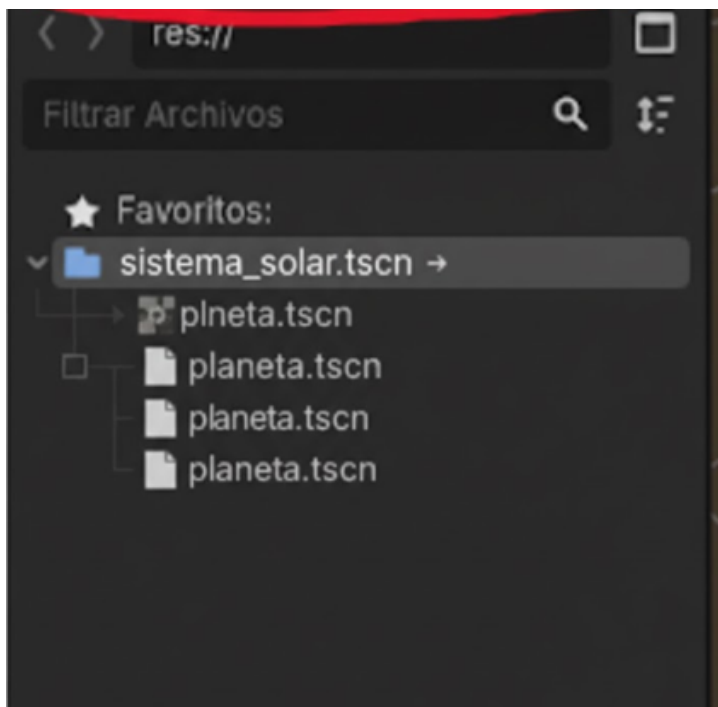 res://
Filtrar Archivos
Favoritos:
sistema_solar.tscn →
plneta.tscn
planeta.tscn
planeta.tscn
planeta.tscn